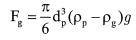 F_g = π/6 d_p^3 (ρ_p − ρ_g)g